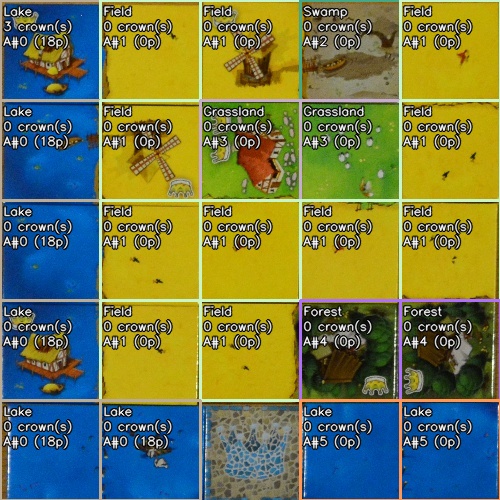 Lake
3 crown(s)
A#0 (18p)
Field
0 crown(s)
A#1 (0p)
Field
0 crown(s)
A#1 (0p)
Swamp
0 crown(s)
A#2 (0p)
Field
0 crown(s)
A#1 (0p)
Lake
0 crown(s)
A#0 (18p)
Field
0 crown(s)
A#1 (0p)
Grassland
0 crown(s)
A#3 (0p)
Grassland
0 crown(s)
A#3 (0p)
Field
0 crown(s)
A#1 (0p)
Lake
0 crown(s)
A#0 (18p)
Field
0 crown(s)
A#1 (0p)
Field
0 crown(s)
A#1 (0p)
Field
0 crown(s)
A#1 (0p)
Field
0 crown(s)
A#1 (0p)
Lake
0 crown(s)
A#0 (18p)
Field
0 crown(s)
A#1 (0p)
Field
0 crown(s)
A#1 (0p)
Forest
0 crown(s)
A#4 (0p)
Forest
0 crown(s)
A#4 (0p)
Lake
0 crown(s)
A#0 (18p)
Lake
0 crown(s)
A#0 (18p)
Lake
0 crown(s)
A#5 (0p)
Lake
0 crown(s)
A#5 (0p)